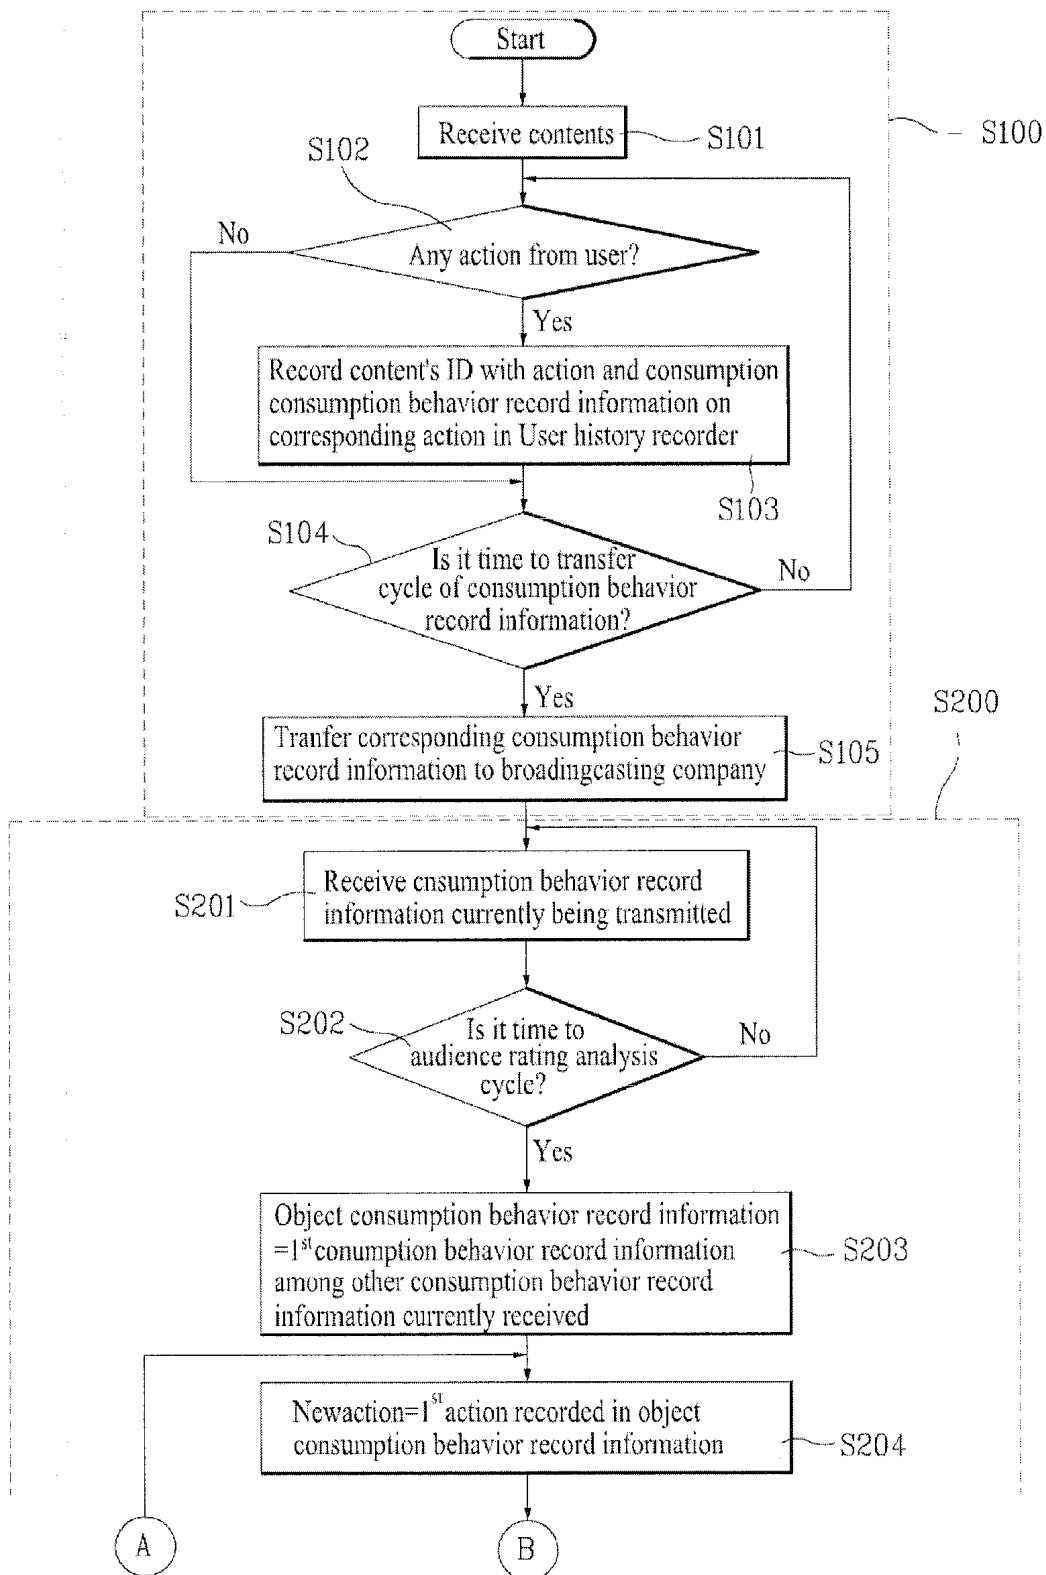 Start
Receive contents
S101
S100
S102
No
Any action from user?
Yes
Record content's ID with action and consumption
consumption behavior record information on
corresponding action in User history recorder
S103
S104
Is it time to transfer
cycle of consumption behavior
record information?
No
Yes
S200
Tranfer corresponding consumption behavior
record information to broadingcasting company
S105
Receive cnsumption behavior record
information currently being transmitted
S201
S202
Is it time to
audience rating analysis
cycle?
No
Yes
Object consumption behavior record information
=1st conumption behavior record information
among other consumption behavior record
information currently received
S203
Newaction=1st action recorded in object
consumption behavior record information
S204
A
B